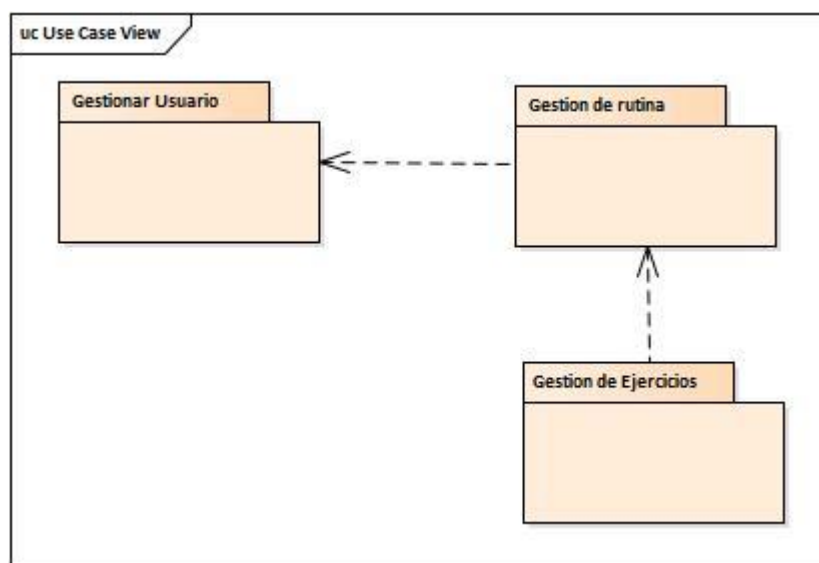 uc Use Case View
Gestionar Usuario
Gestion de rutina
Gestion de Ejercicios